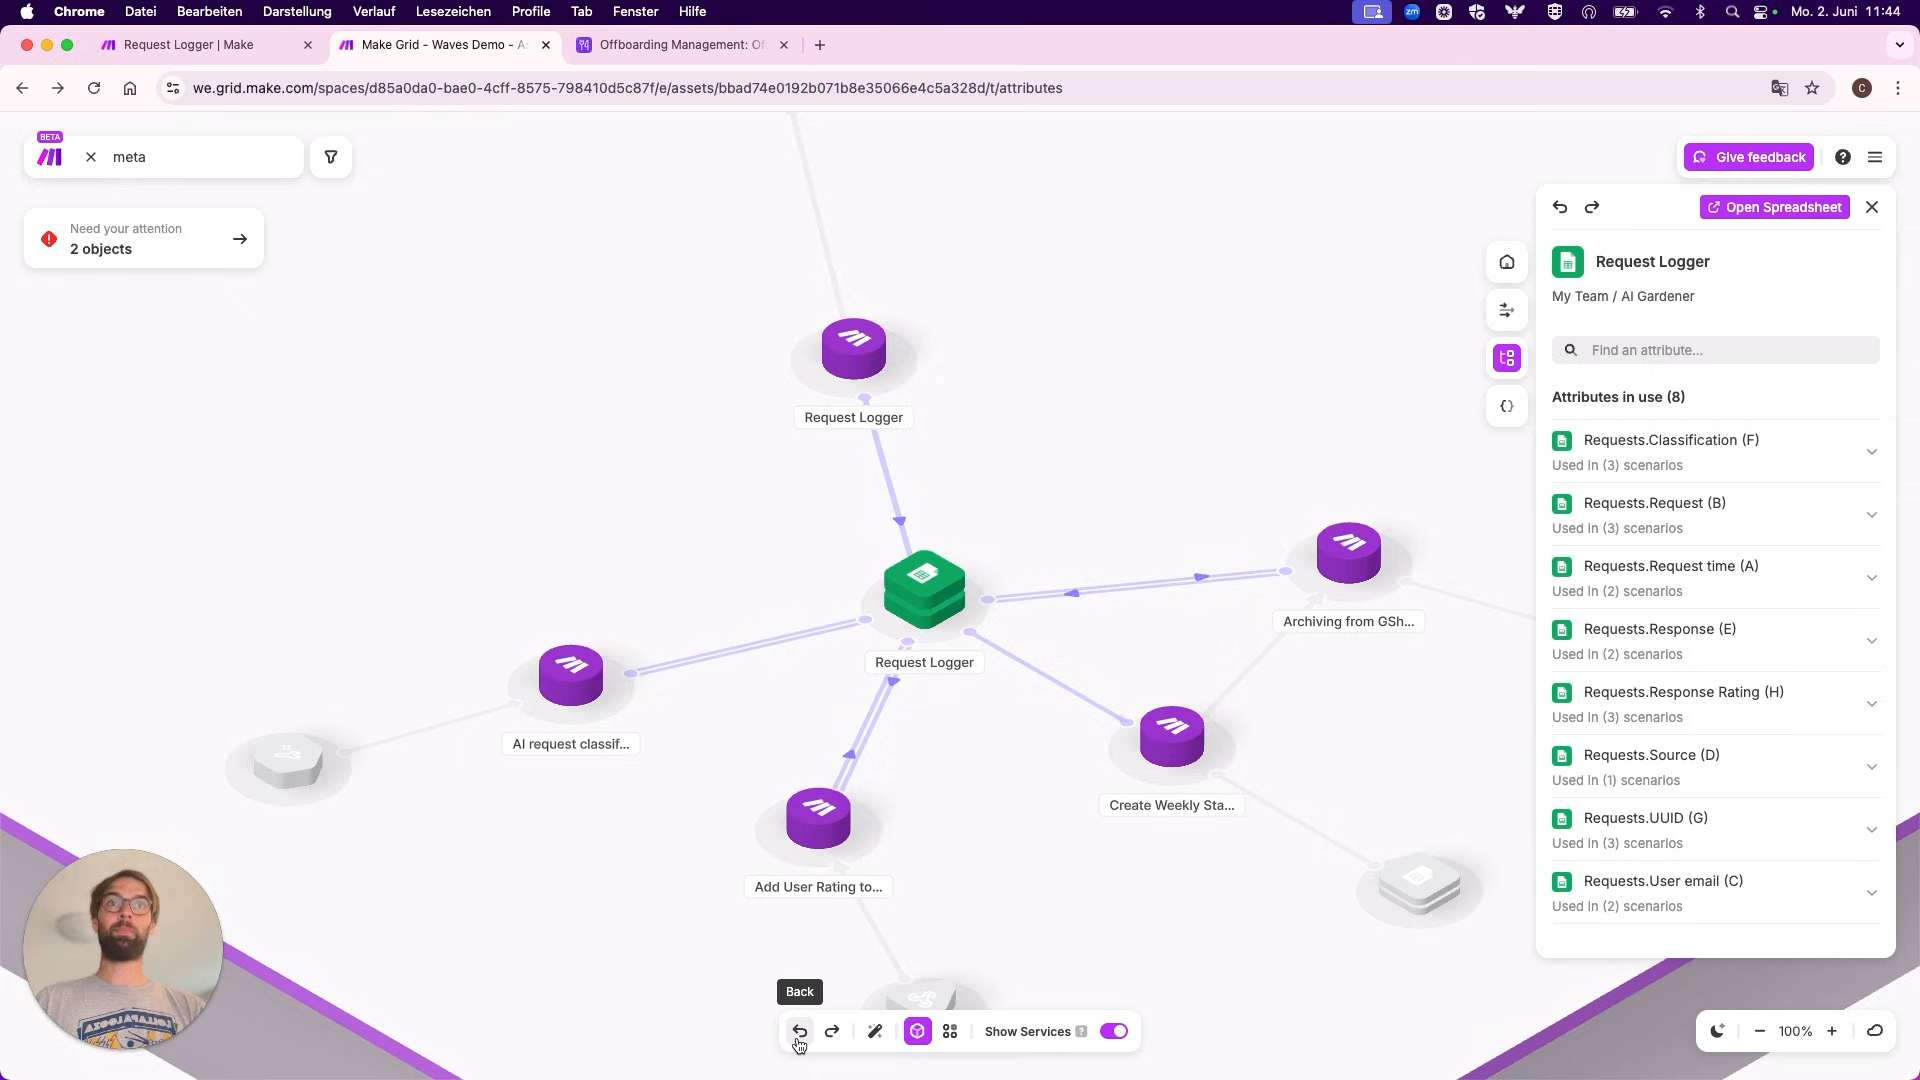 Chrome Datei Bearbeiten Darstellung Verlauf Lesezeichen Profile Tab Fenster Hilfe
zm
Mo. 2. Juni 11:44
Request Logger | Make
Make Grid - Waves Demo - As
Offboarding Management: Of
we.grid.make.com/spaces/d85a0da0-bae0-4cff-8575-798410d5c87f/e/assets/bbad74e0192b071b8e35066e4c5a328d/t/attributes
C
BETA
meta
Need your attention
2 objects
Give feedback
Open Spreadsheet
Request Logger
My Team / AI Gardener
Find an attribute...
Attributes in use (8)
Requests.Classification (F)
Used in (3) scenarios
Requests.Request (B)
Used in (3) scenarios
Requests.Request time (A)
Used in (2) scenarios
Requests.Response (E)
Used in (2) scenarios
Requests.Response Rating (H)
Used in (3) scenarios
Requests.Source (D)
Used in (1) scenarios
Requests.UUID (G)
Used in (3) scenarios
Requests.User email (C)
Used in (2) scenarios
Request Logger
Archiving from GSh...
Request Logger
AI request classif...
Create Weekly Sta...
Add User Rating to...
Back
Show Services ?
100%